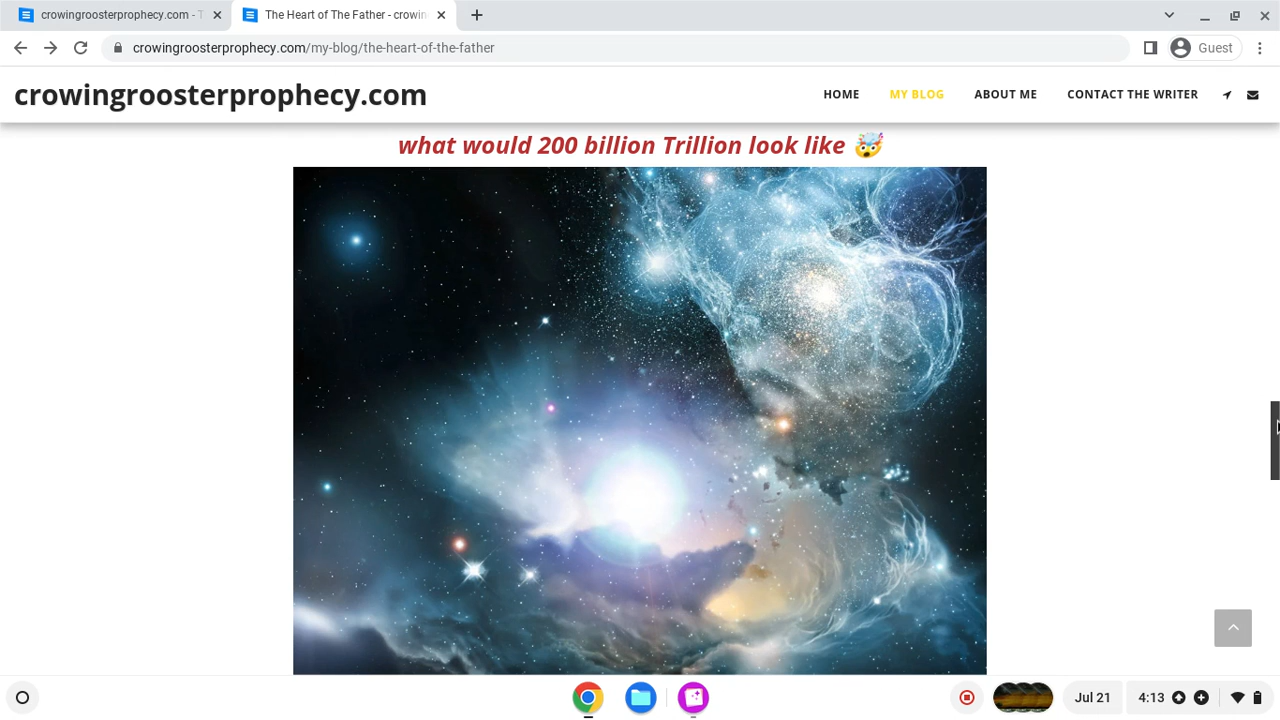 crowingroosterprophecy.com - T
The Heart of The Father - crowin
crowingroosterprophecy.com/my-blog/the-heart-of-the-father
Guest
crowingroosterprophecy.com
HOME
MY BLOG
ABOUT ME
CONTACT THE WRITER
what would 200 billion Trillion look like 🤯
Jul 21
4:13